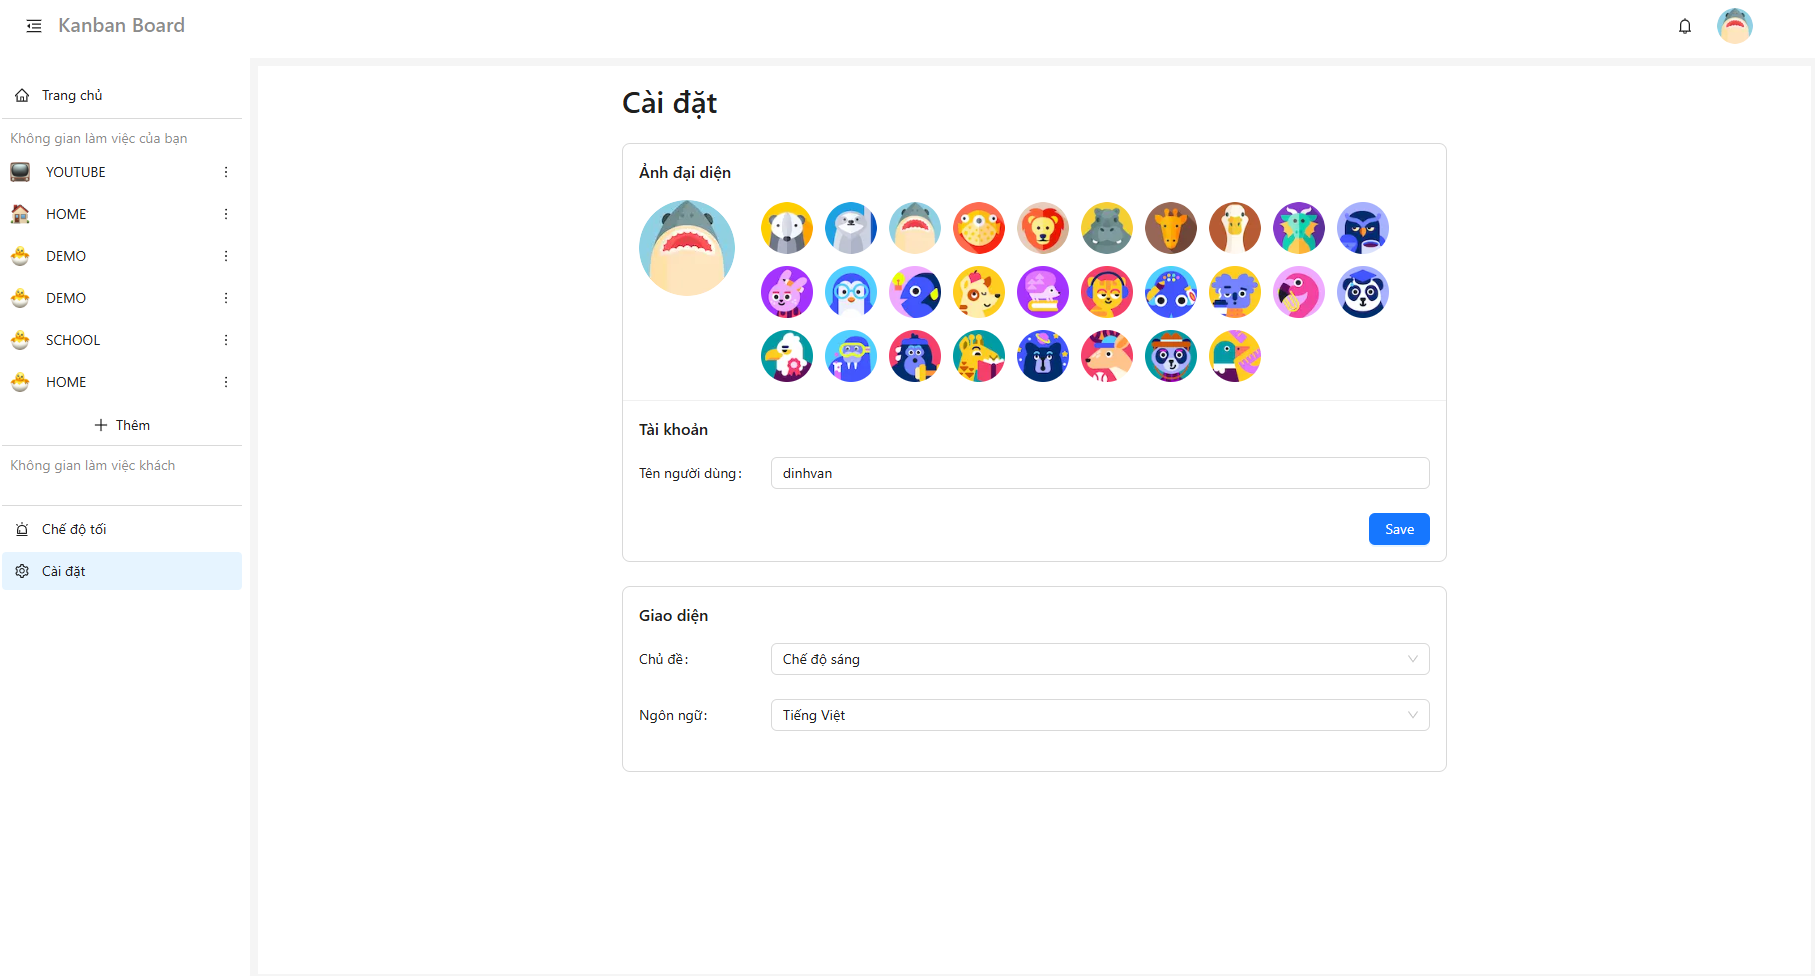 Kanban Board
Trang chủ
Không gian làm việc của bạn
YOUTUBE
HOME
DEMO
DEMO
SCHOOL
HOME
Thêm
Không gian làm việc khách
Chế độ tối
Cài đặt
Cài đặt
Ảnh đại diện
Tài khoản
Tên người dùng: dinhvan
Save
Giao diện
Chủ đề: Chế độ sáng
Ngôn ngữ: Tiếng Việt